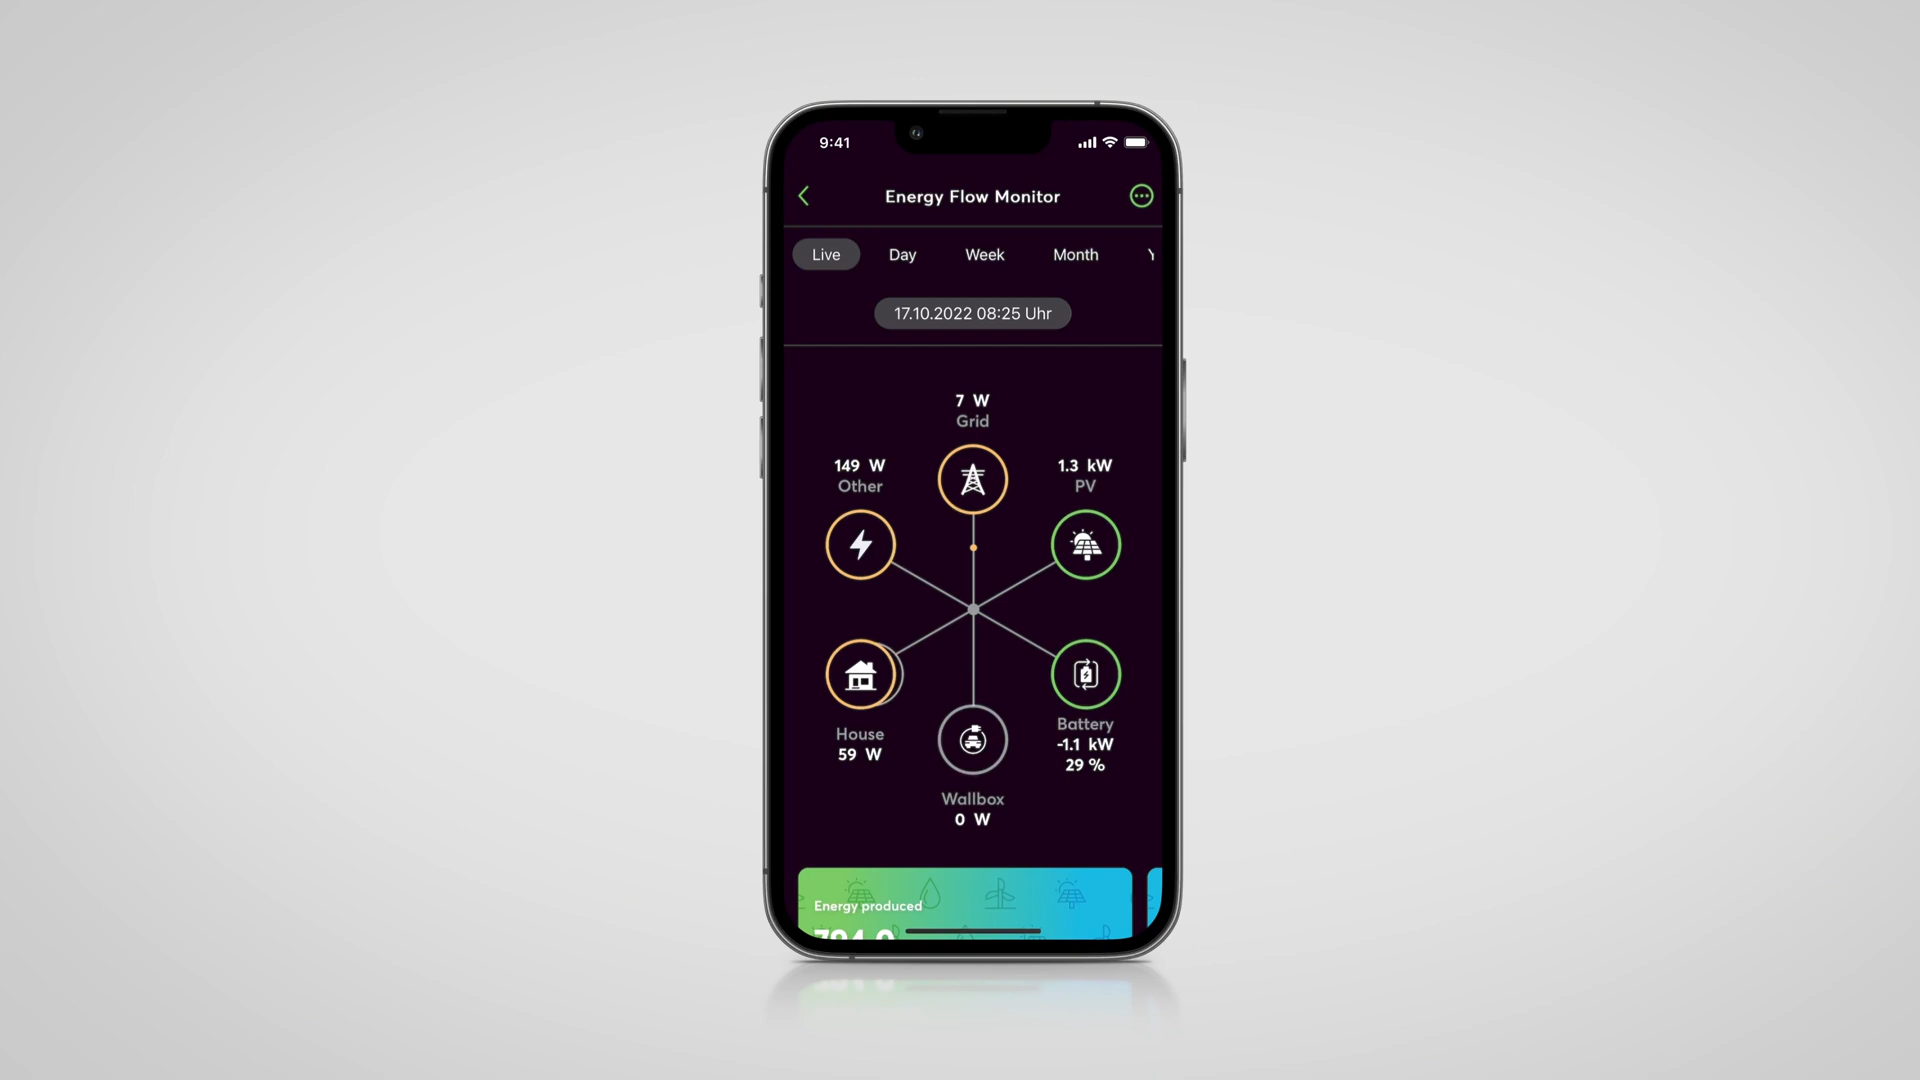 9:41
Energy Flow Monitor
Live Day Week Month Y
17.10.2022 08:25 Uhr
7 W
Grid
149 W
Other
1.3 kW
PV
House
59 W
Battery
-1.1 kW
29 %
Wallbox
0 W
Energy produced